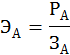 Э_А = Р_А / З_А